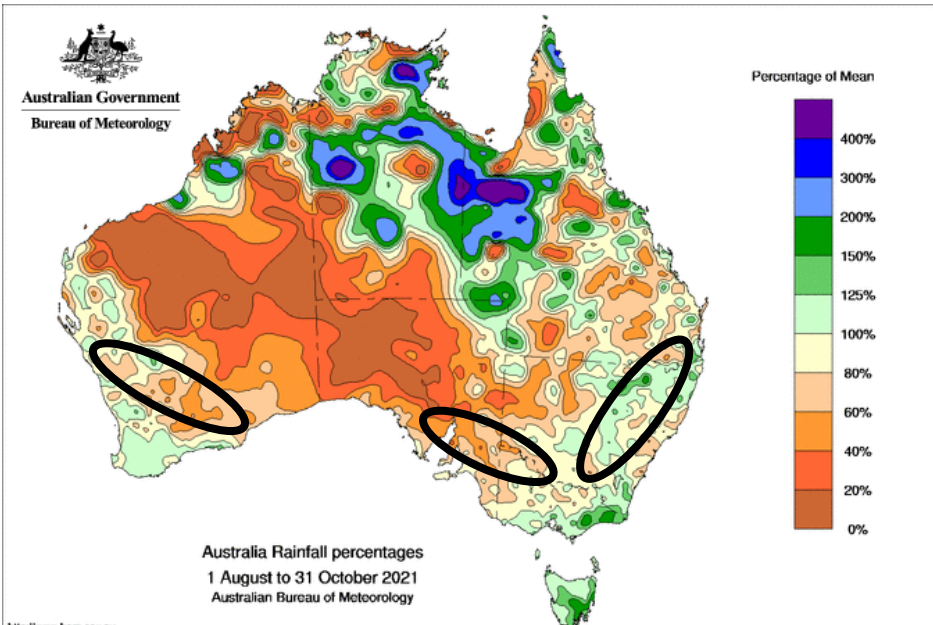 Australian Government
Bureau of Meteorology
Percentage of Mean
400%
300%
200%
150%
125%
100%
80%
60%
40%
20%
0%
Australia Rainfall percentages
1 August to 31 October 2021
Australian Bureau of Meteorology